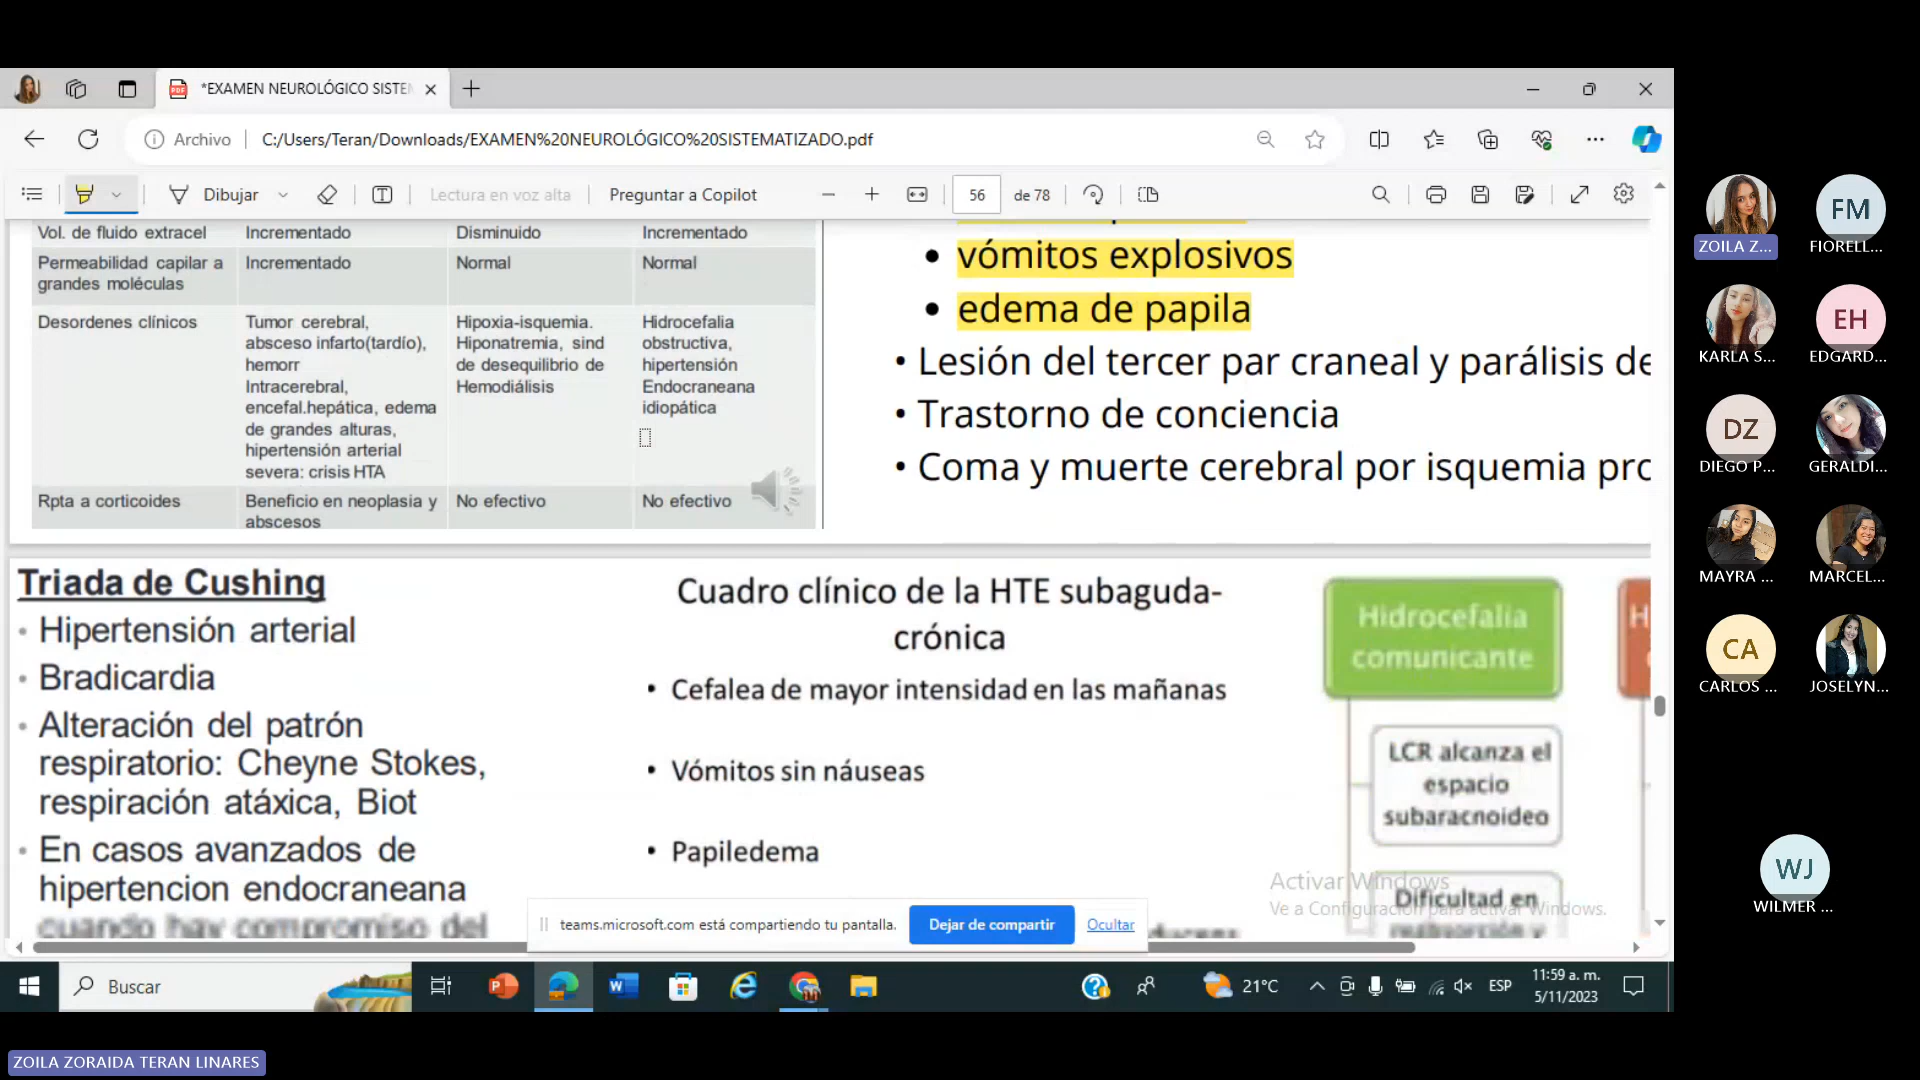 *EXAMEN NEUROLÓGICO SISTEM
Archivo
C:/Users/Teran/Downloads/EXAMEN%20NEUROLÓGICO%20SISTEMATIZADO.pdf
Dibujar
Lectura en voz alta
Preguntar a Copilot
56
de 78
Vol. de fluido extracel
Incrementado
Disminuido
Incrementado
Permeabilidad capilar a
grandes moléculas
Incrementado
Normal
Normal
Desordenes clínicos
Tumor cerebral,
absceso infarto(tardío),
hemorr
Intracerebral,
encefal.hepática, edema
de grandes alturas,
hipertensión arterial
severa: crisis HTA
Hipoxia-isquemia.
Hiponatremia, sind
de desequilibrio de
Hemodiálisis
Hidrocefalia
obstructiva,
hipertensión
Endocraneana
idiopática
Rpta a corticoides
Beneficio en neoplasia y
abscesos
No efectivo
No efectivo
• vómitos explosivos
• edema de papila
• Lesión del tercer par craneal y parálisis de
• Trastorno de conciencia
• Coma y muerte cerebral por isquemia pro
Triada de Cushing
• Hipertensión arterial
• Bradicardia
• Alteración del patrón
respiratorio: Cheyne Stokes,
respiración atáxica, Biot
• En casos avanzados de
hipertencion endocraneana
cuando hay compromiso del
Cuadro clínico de la HTE subaguda-
crónica
• Cefalea de mayor intensidad en las mañanas
• Vómitos sin náuseas
• Papiledema
Hidrocefalia
comunicante
H
LCR alcanza el
espacio
subaracnoideo
Dificultad en
reabsorción y
Activar Windows
Ve a Configuración para activar Windows.
teams.microsoft.com está compartiendo tu pantalla.
Dejar de compartir
Ocultar
Buscar
21°C
ESP
11:59 a. m.
5/11/2023
ZOILA Z...
FM
FIORELL...
KARLA S...
EH
EDGARD...
DZ
DIEGO P...
GERALDI...
MAYRA ...
MARCEL...
CA
CARLOS ...
JOSELYN...
WJ
WILMER ...
ZOILA ZORAIDA TERAN LINARES